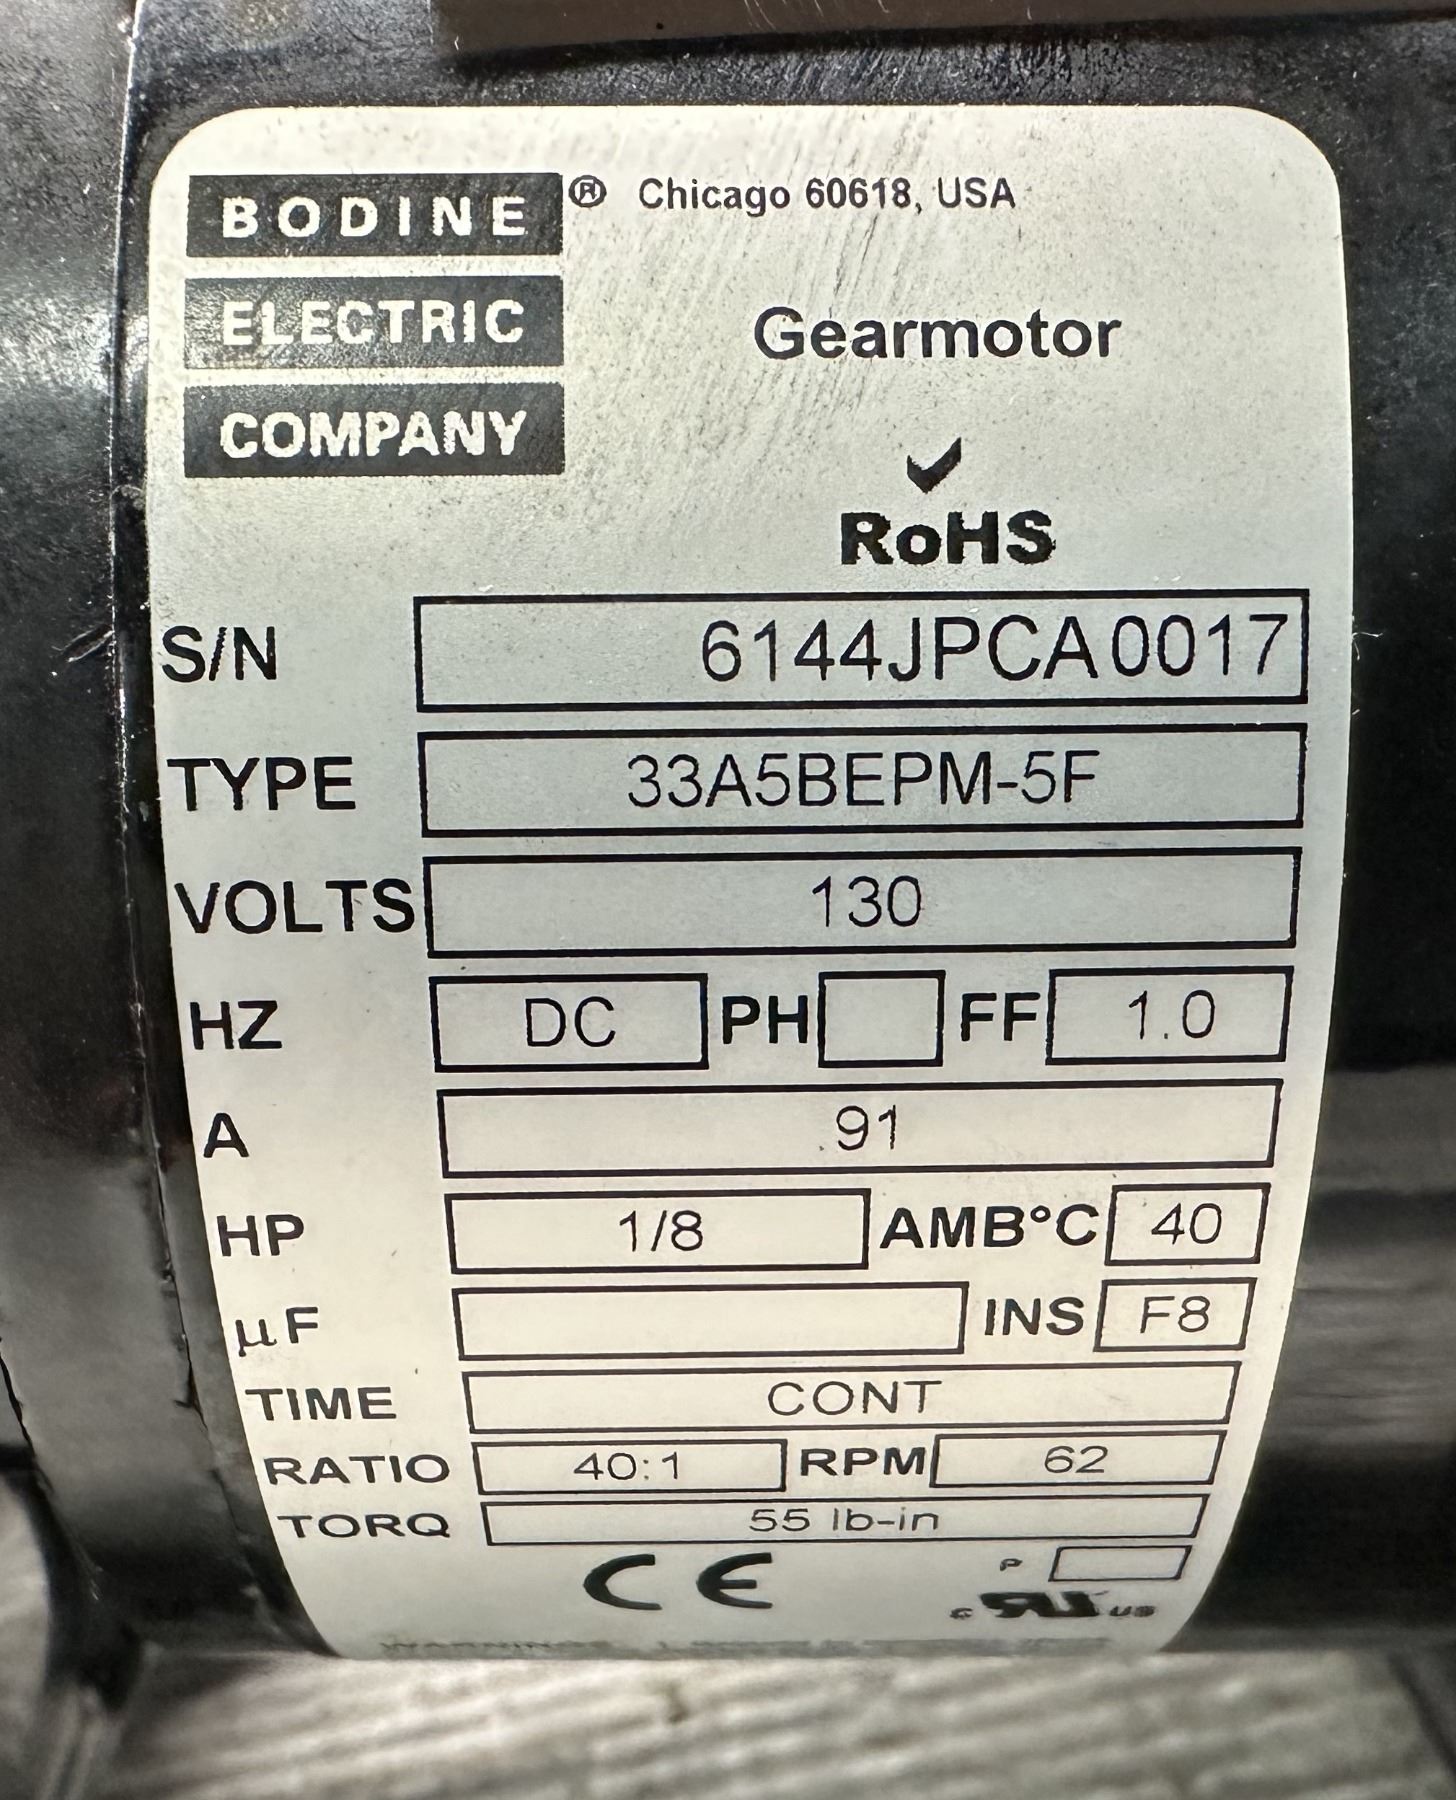 BODINE ® Chicago 60618, USA
ELECTRIC
Gearmotor
COMPANY
RoHS
S/N 6144JPCA0017
TYPE 33A5BEPM-5F
VOLTS 130
HZ DC PH FF 1.0
A .91
HP 1/8 AMB°C 40
µF INS F8
TIME CONT
RATIO 40:1 RPM 62
TORQ 55 lb-in
CE P
c RU US